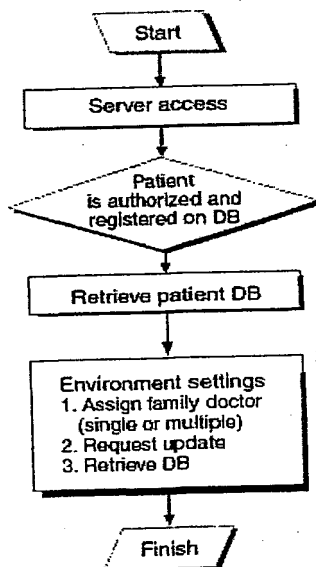 Start
Server access
Patient
is authorized and
registered on DB
Retrieve patient DB
Environment settings
1. Assign family doctor
(single or multiple)
2. Request update
3. Retrieve DB
Finish